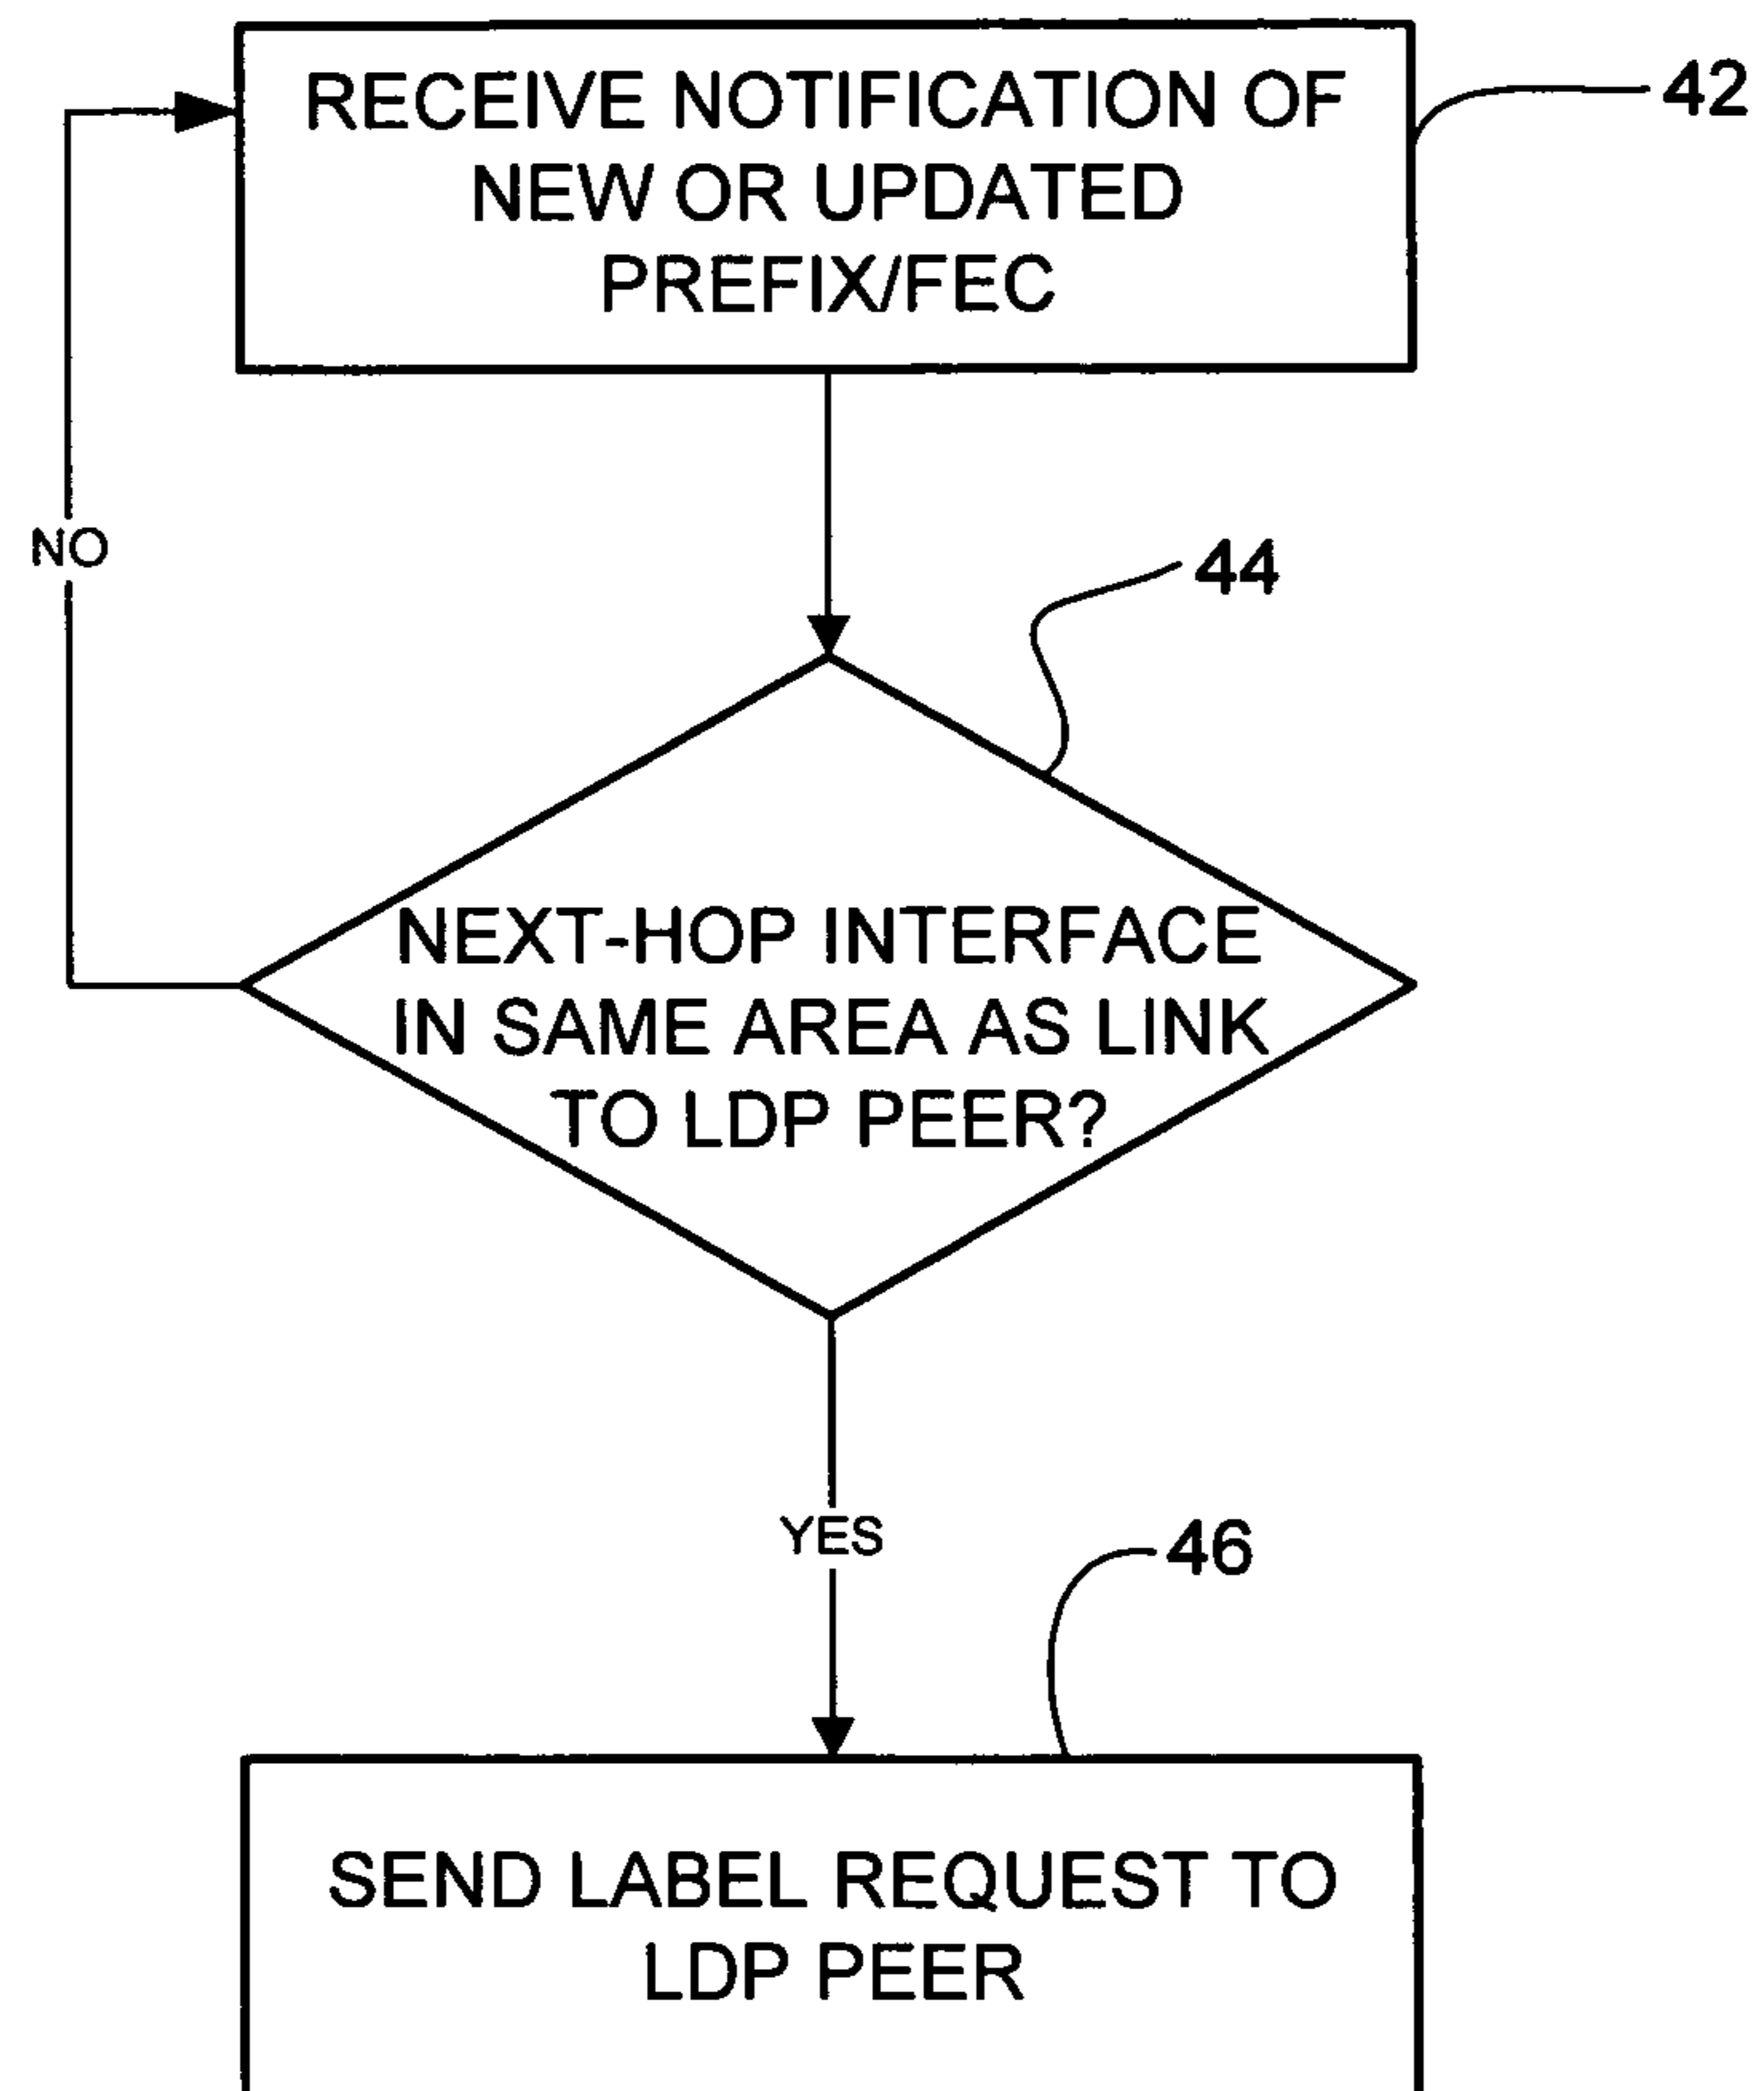 RECEIVE NOTIFICATION OF
NEW OR UPDATED
PREFIX/FEC
42
NO
44
NEXT-HOP INTERFACE
IN SAME AREA AS LINK
TO LDP PEER?
YES
46
SEND LABEL REQUEST TO
LDP PEER